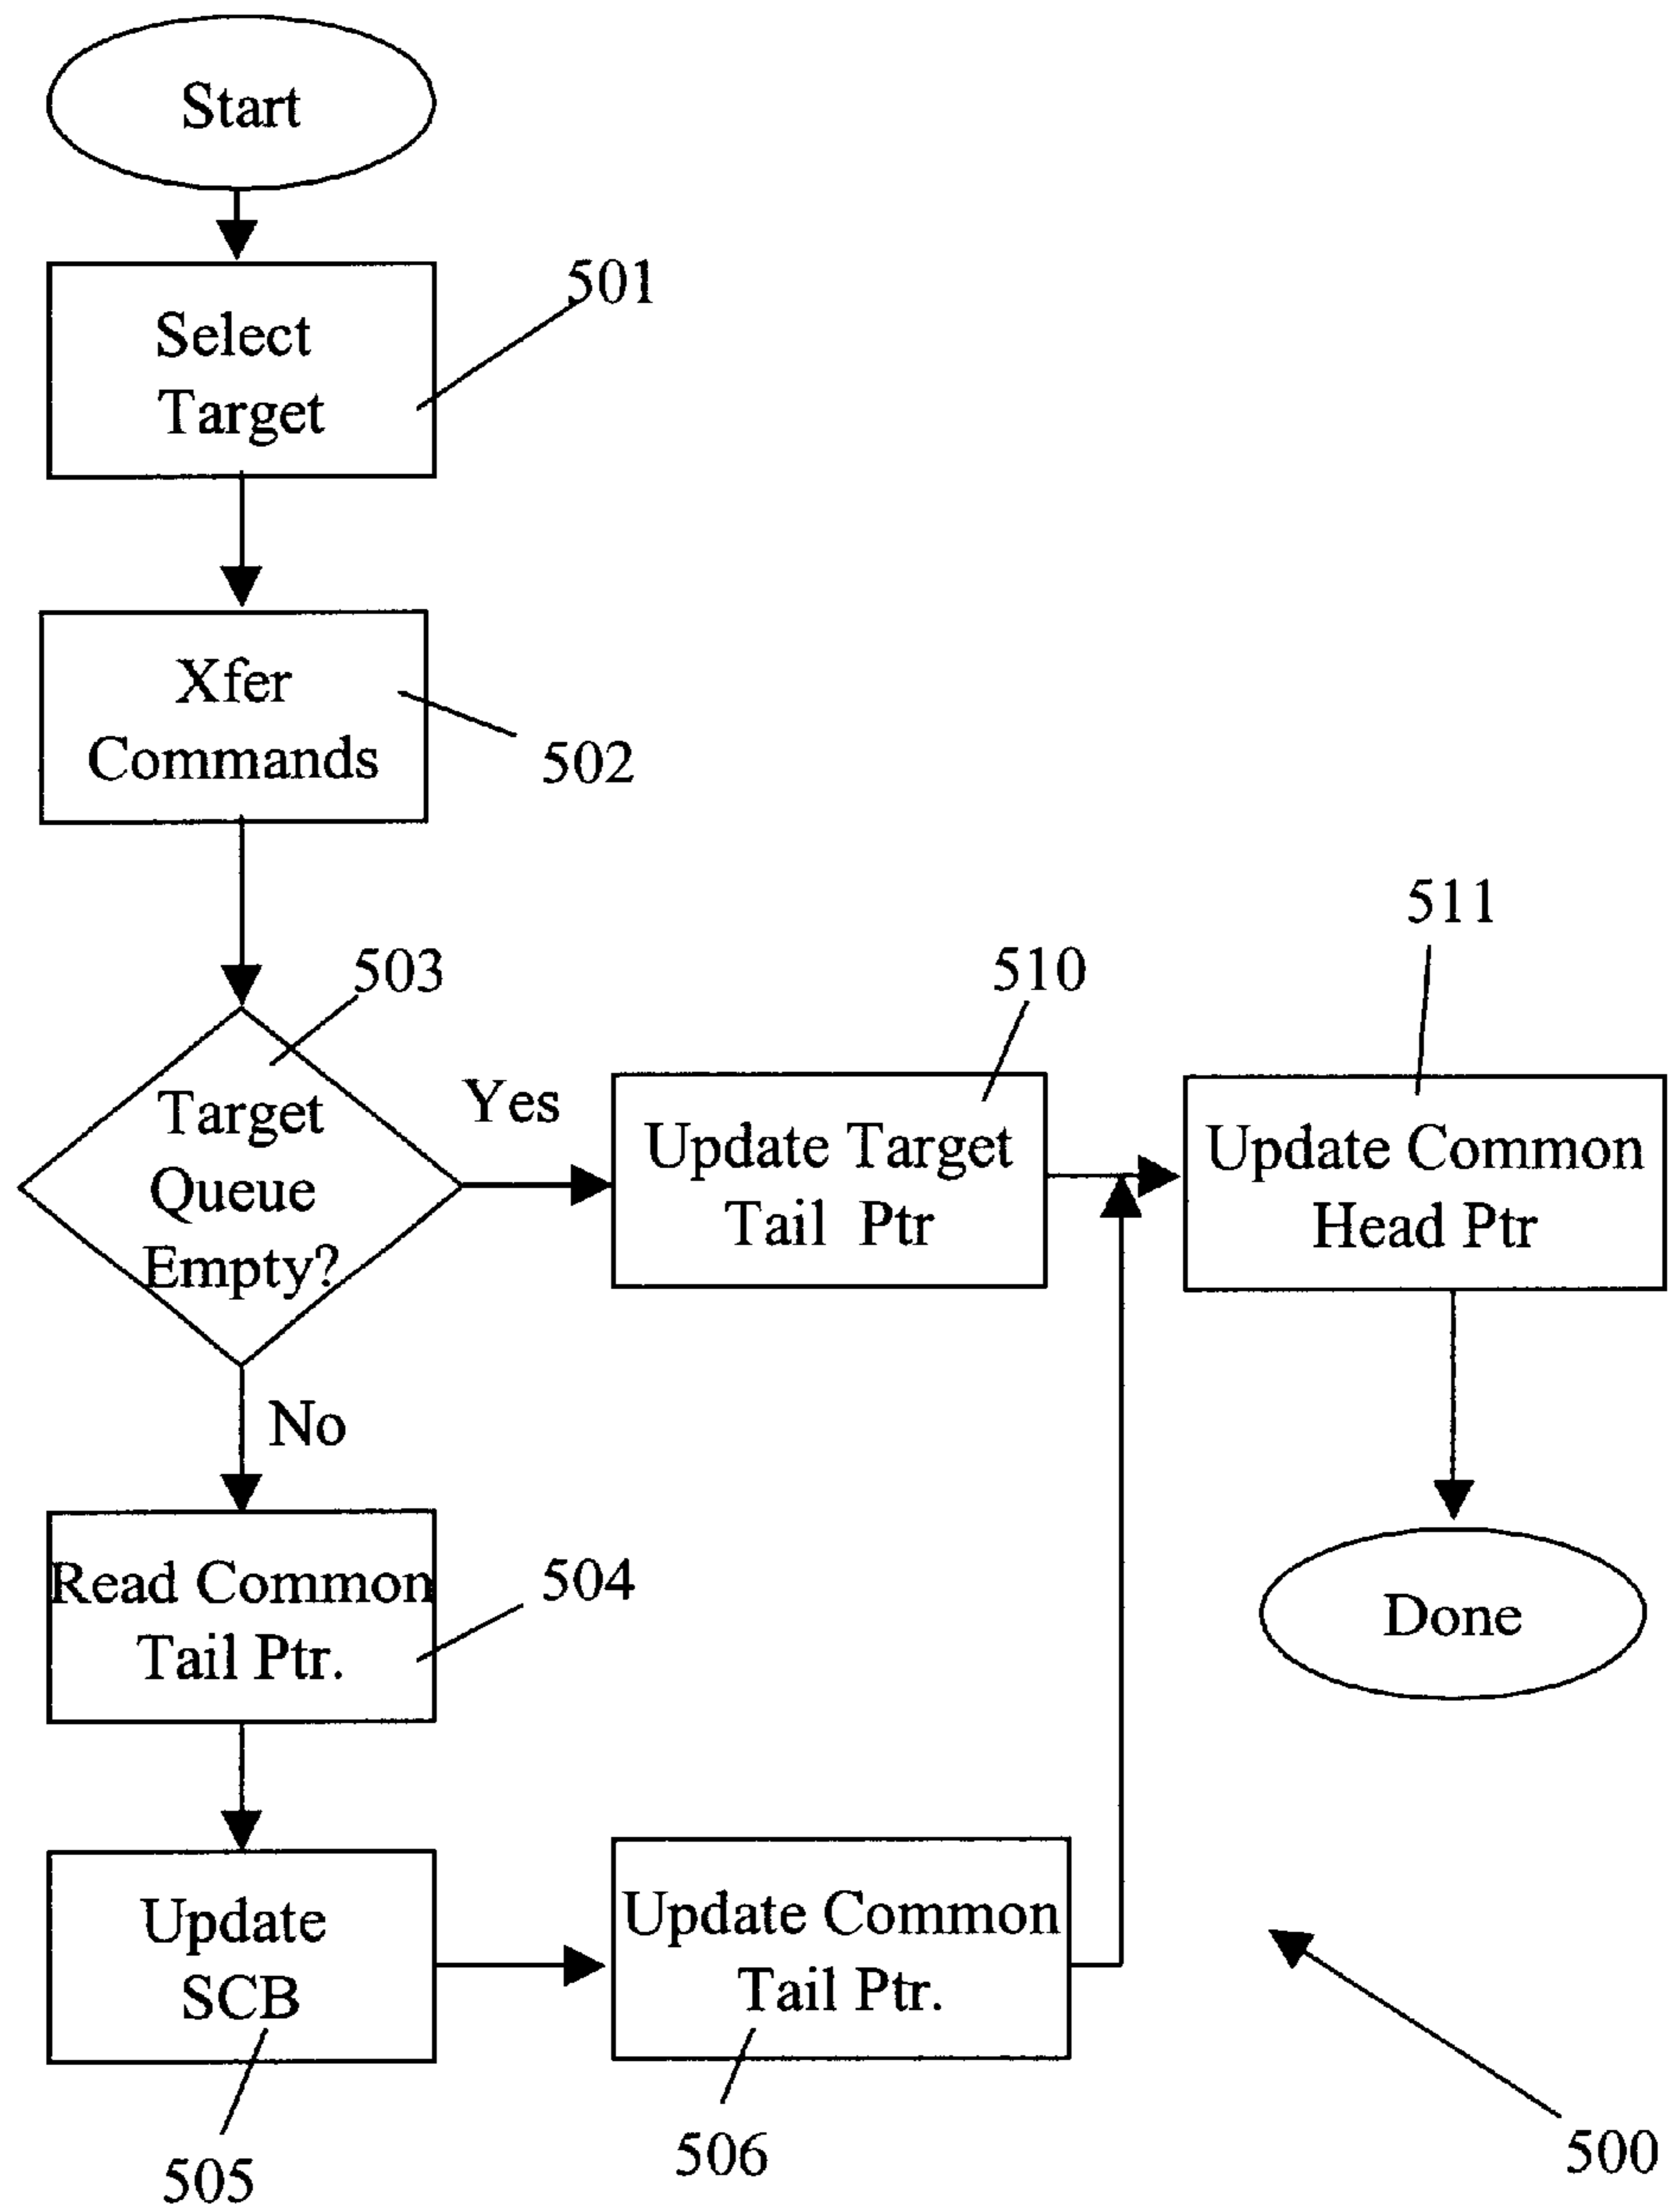 Start
501
Select
Target
Xfer
Commands
502
503
Target
Queue
Empty?
Yes
510
Update Target
Tail Ptr
511
Update Common
Head Ptr
No
Read Common
Tail Ptr.
504
Done
Update
SCB
505
Update Common
Tail Ptr.
506
500